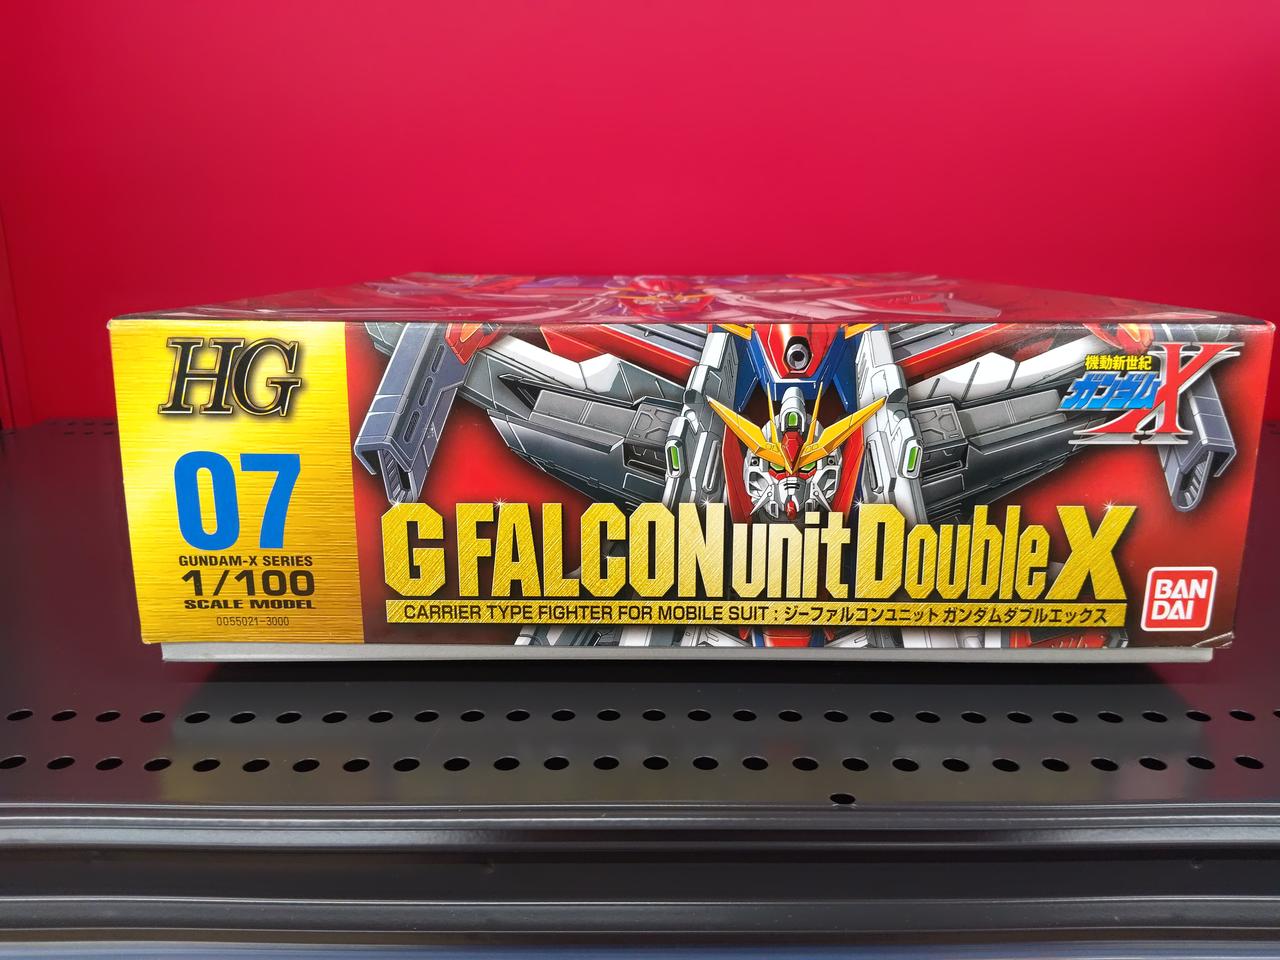 HG
07
GUNDAM-X SERIES
1/100
SCALE MODEL
0055021-3000
機動新世紀
ガンダムX
G FALCON unit Double X
CARRIER TYPE FIGHTER FOR MOBILE SUIT : ジーファルコンユニット ガンダムダブルエックス
BAN
DAI